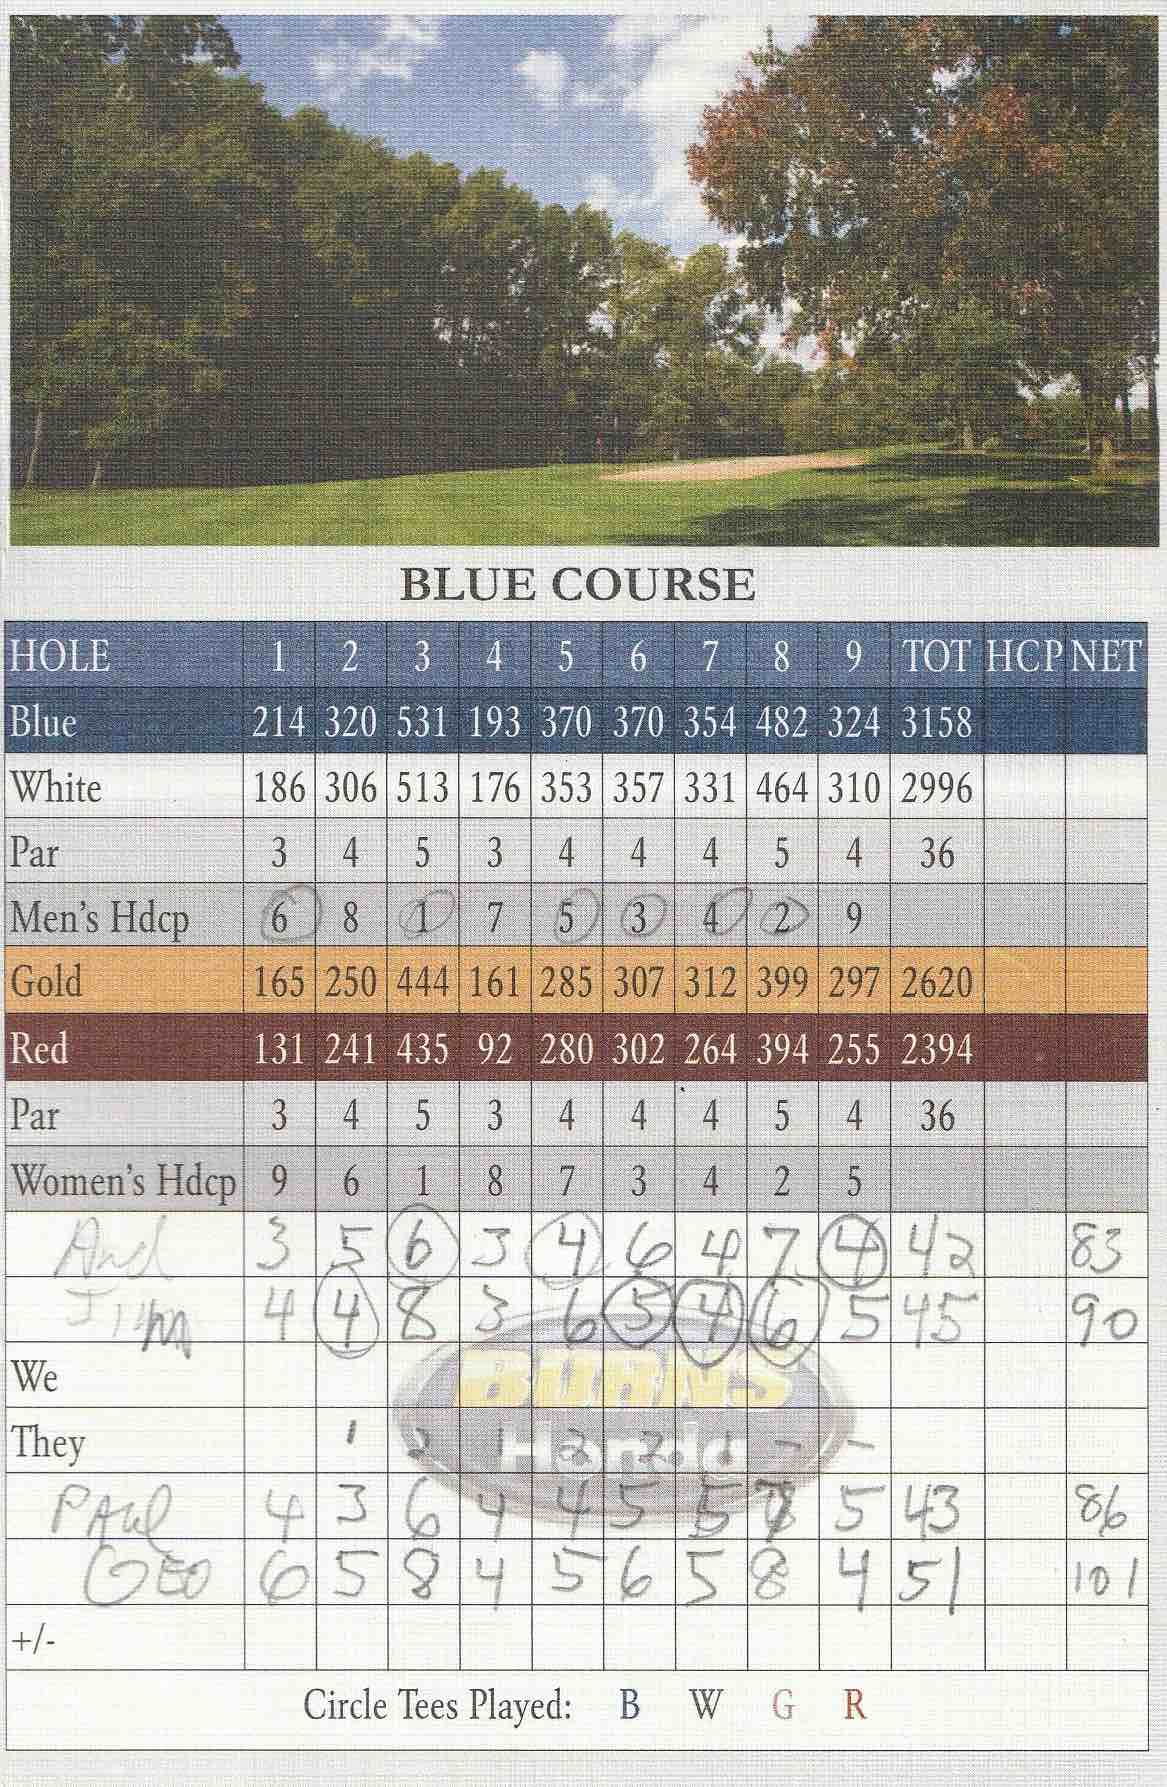 BLUE COURSE
HOLE 1 2 3 4 5 6 7 8 9 TOT HCP NET
Blue 214 320 531 193 370 370 354 482 324 3158
White 186 306 513 176 353 357 331 464 310 2996
Par 3 4 5 3 4 4 4 5 4 36
Men's Hdcp 6 8 1 7 5 3 4 2 9
Gold 165 250 444 161 285 307 312 399 297 2620
Red 131 241 435 92 280 302 264 394 255 2394
Par 3 4 5 3 4 4 4 5 4 36
Women's Hdcp 9 6 1 8 7 3 4 2 5
3 5 6 3 4 6 4 7 4 42 83
Jim 4 4 8 3 6 5 4 6 5 45 90
We
BURNS
They 1 2 1 2 2 1 - -
Honda
PAul 4 3 6 4 4 5 5 5 43 86
GEO 6 5 8 4 5 6 5 8 4 51 101
+/-
Circle Tees Played: B W G R